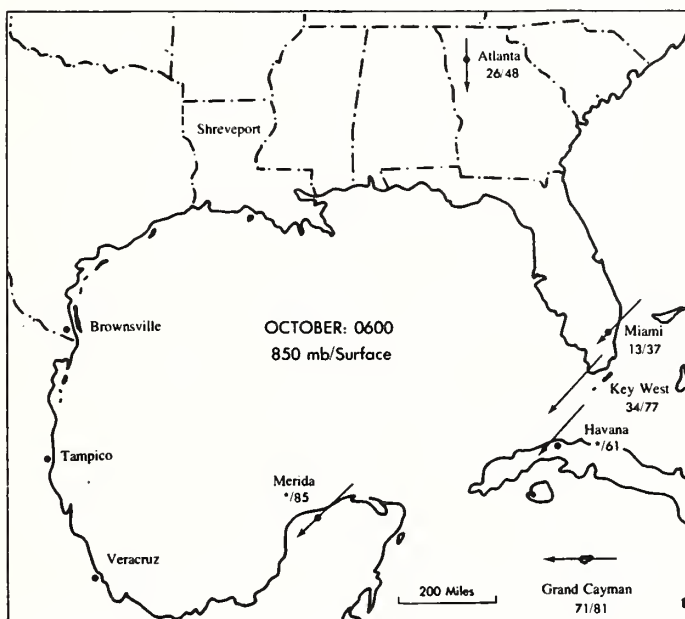 Atlanta
26/48
Shreveport
Brownsville
OCTOBER: 0600
850 mb/Surface
Miami
13/37
Key West
34/77
Havana
*/61
Tampico
Merida
*/85
Veracruz
200 Miles
Grand Cayman
71/81